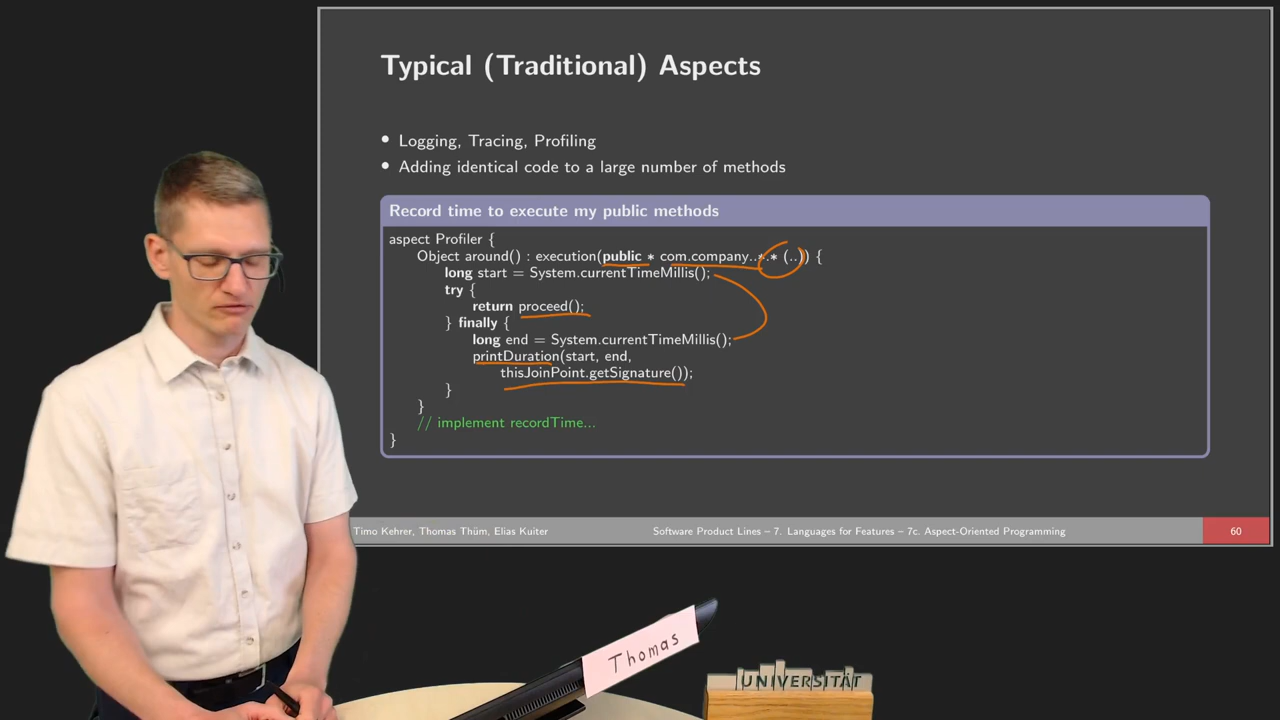 Typical (Traditional) Aspects
• Logging, Tracing, Profiling
• Adding identical code to a large number of methods
Record time to execute my public methods
aspect Profiler {
Object around() : execution(public * com.company..*.* (..)) {
long start = System.currentTimeMillis();
try {
return proceed();
} finally {
long end = System.currentTimeMillis();
printDuration(start, end,
thisJoinPoint.getSignature());
}
}
// implement recordTime...
}
Timo Kehrer, Thomas Thüm, Elias Kuiter
Software Product Lines – 7. Languages for Features – 7c. Aspect-Oriented Programming
60
Thomas
UNIVERSITÄT